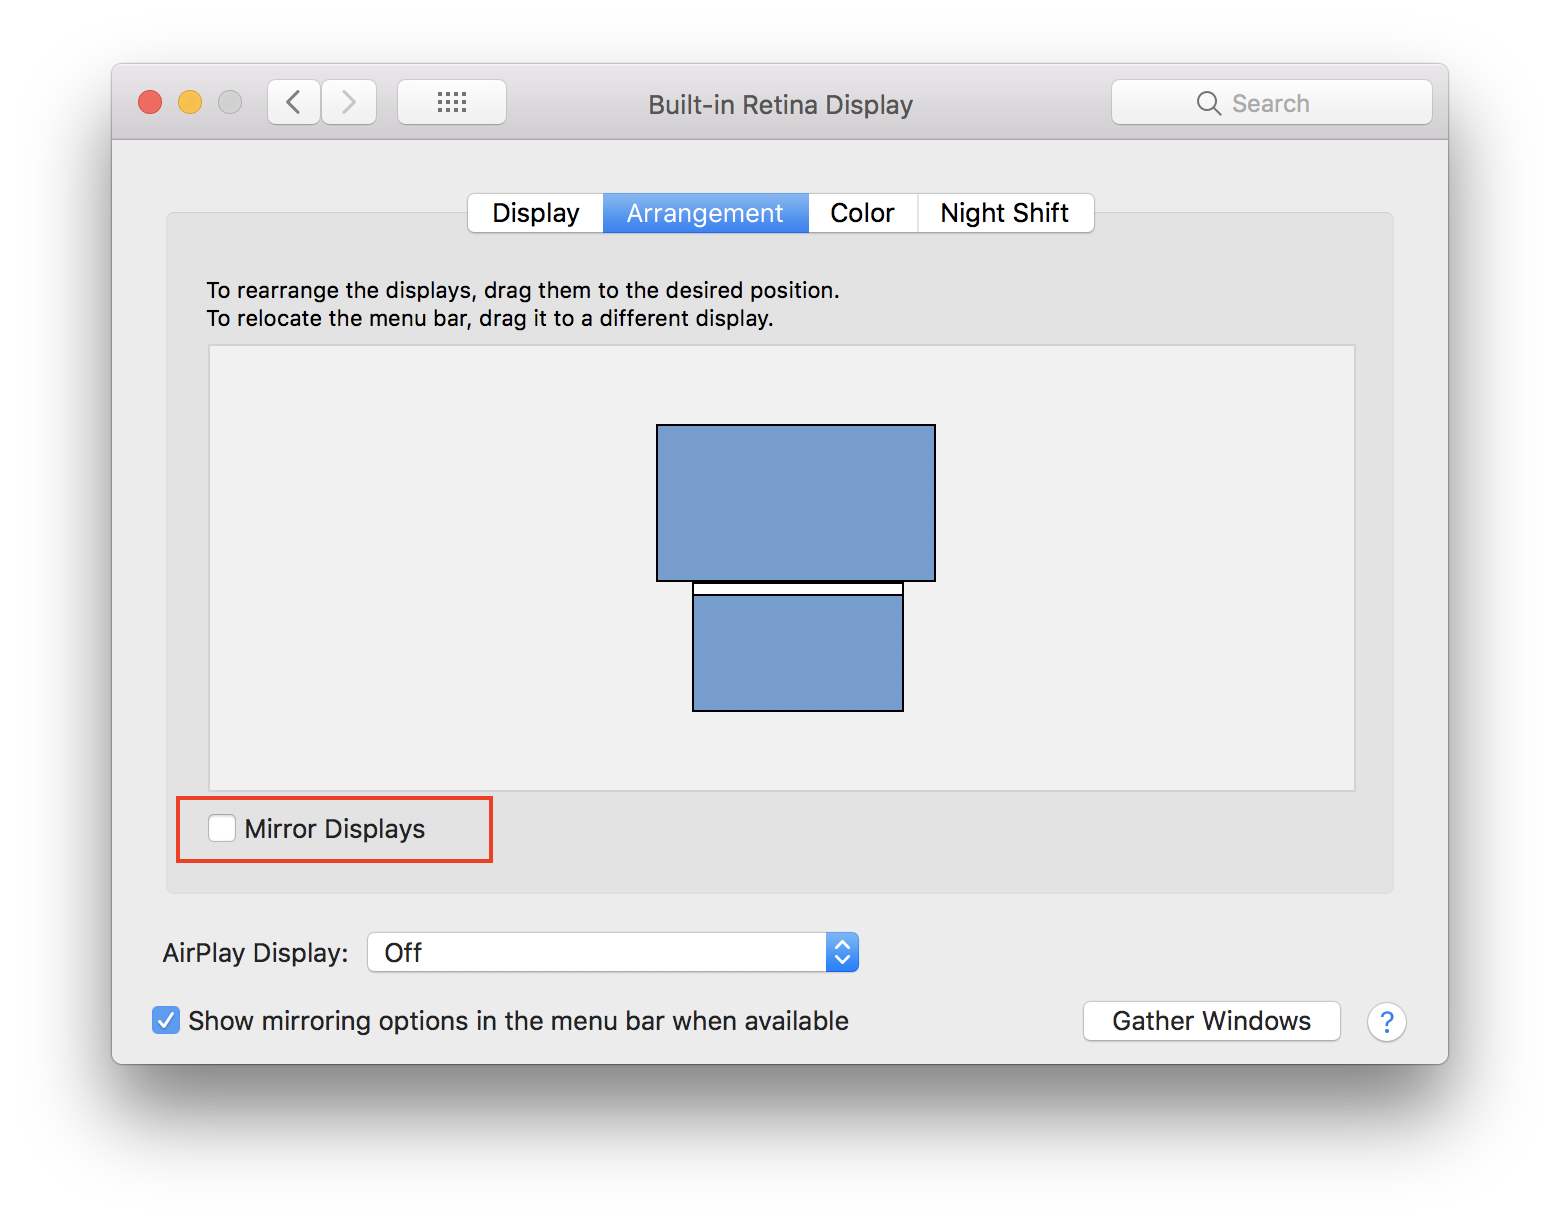 Built-in Retina Display
Search
Display
Arrangement
Color
Night Shift
To rearrange the displays, drag them to the desired position.
To relocate the menu bar, drag it to a different display.
Mirror Displays
AirPlay Display:
Off
Show mirroring options in the menu bar when available
Gather Windows
?